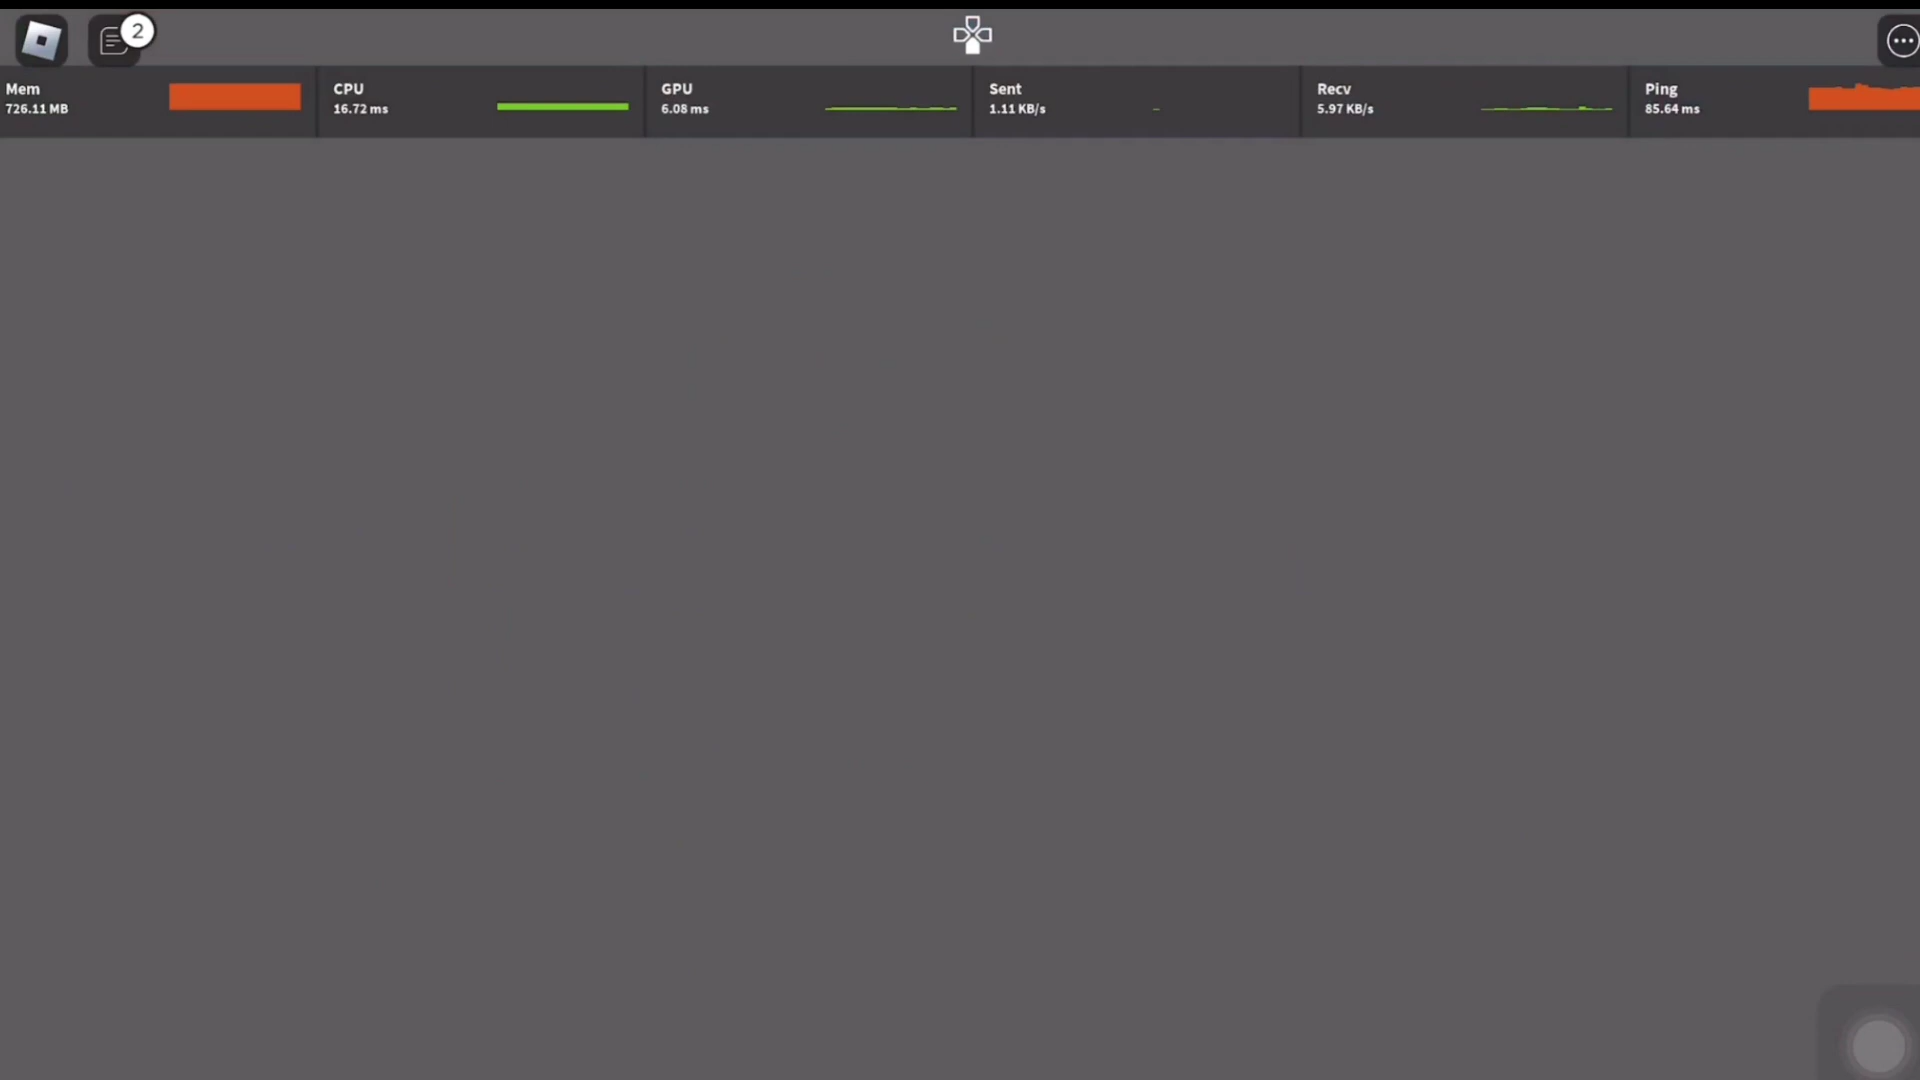 2
Mem
726.11 MB
CPU
16.72 ms
GPU
6.08 ms
Sent
1.11 KB/s
Recv
5.97 KB/s
Ping
85.64 ms